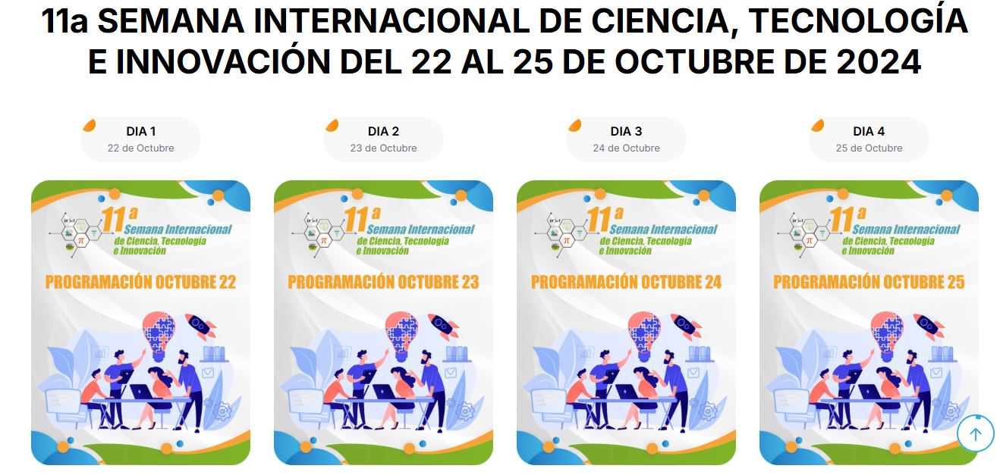 11a SEMANA INTERNACIONAL DE CIENCIA, TECNOLOGÍA
E INNOVACIÓN DEL 22 AL 25 DE OCTUBRE DE 2024
DIA 1
22 de Octubre
DIA 2
23 de Octubre
DIA 3
24 de Octubre
DIA 4
25 de Octubre
11a
Semana Internacional
de Ciencia, Tecnología
e Innovación
π
PROGRAMACIÓN OCTUBRE 22
11a
Semana Internacional
de Ciencia, Tecnología
e Innovación
π
PROGRAMACIÓN OCTUBRE 23
11a
Semana Internacional
de Ciencia, Tecnología
e Innovación
π
PROGRAMACIÓN OCTUBRE 24
11a
Semana Internacional
de Ciencia, Tecnología
e Innovación
π
PROGRAMACIÓN OCTUBRE 25